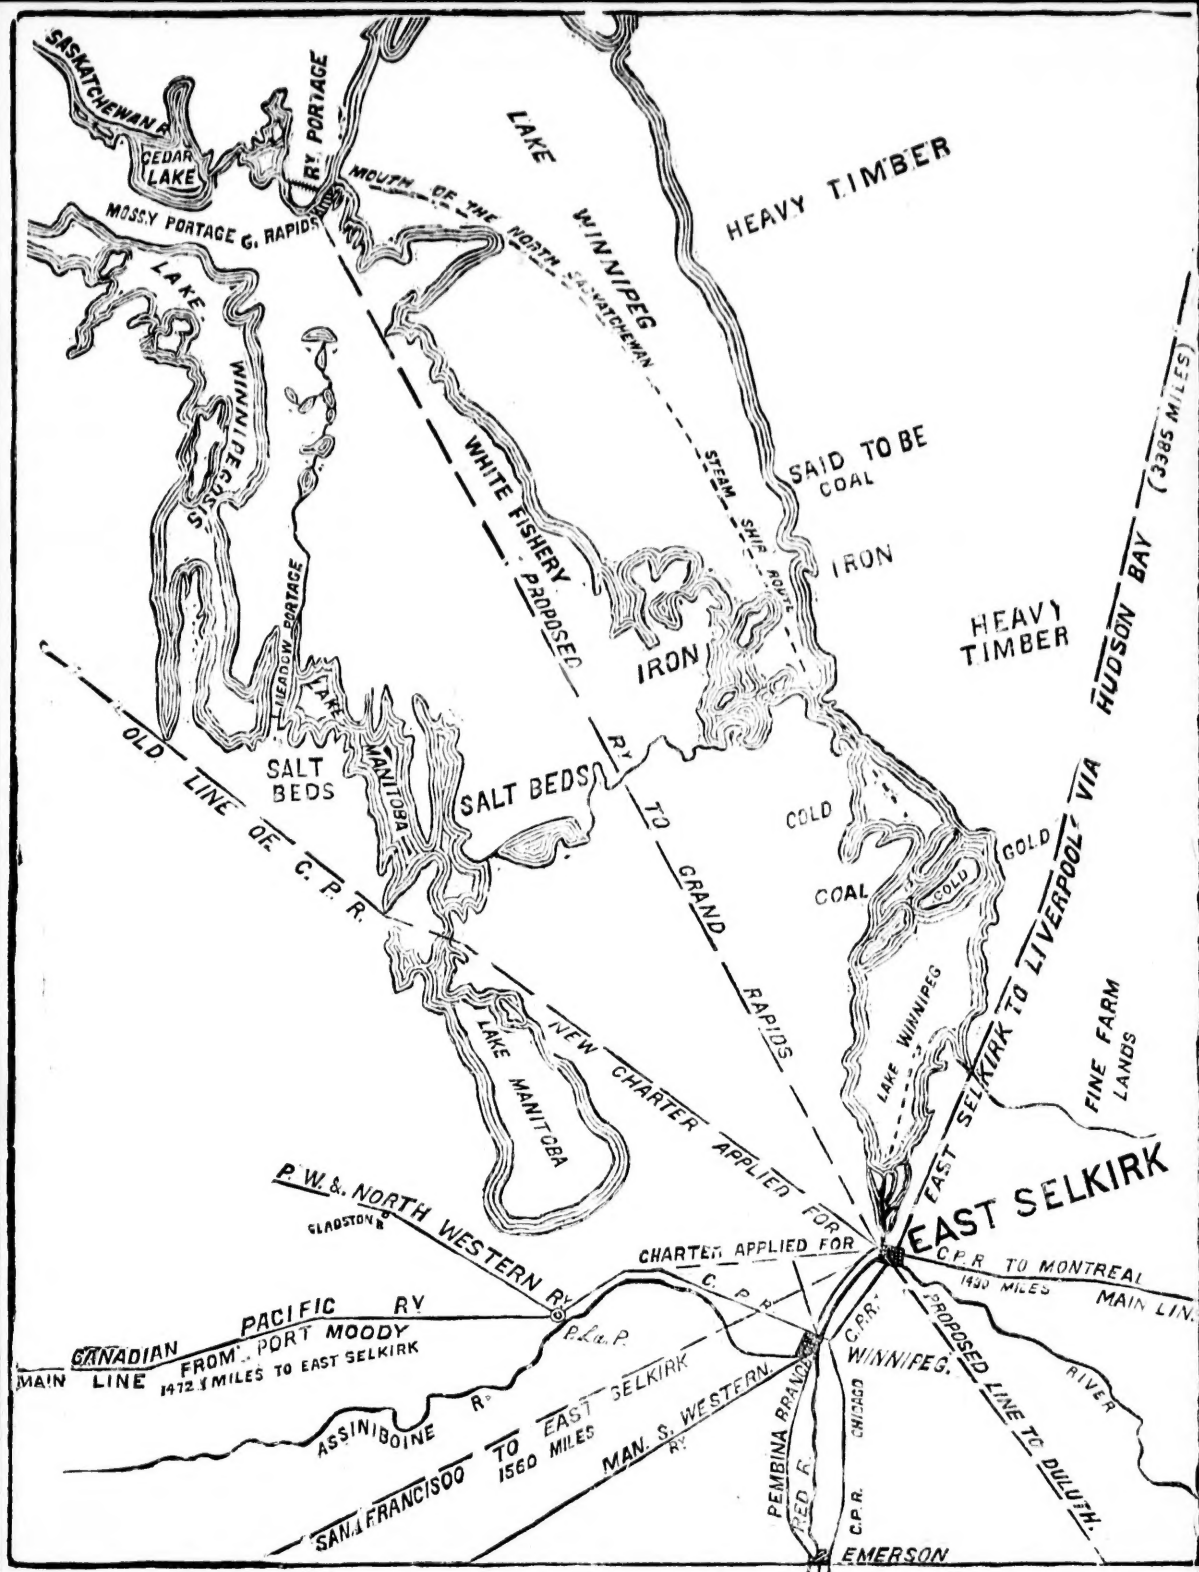 SASKATCHEWAN R
CEDAR
LAKE
RY PORTAGE
MOSSY PORTAGE G. RAPIDS
LAKE
WINNIPEGOSIS
MOUTH OF THE NORTH SASKATCHEWAN
STEAM SHIP ROUTE
LAKE
WINNIPEG
HEAVY TIMBER
SAID TO BE
COAL
IRON
HEAVY
TIMBER
WHITE FISHERY
IRON
PROPOSED RY TO GRAND RAPIDS
MEADOW PORTAGE
LAKE
MANITOBA
SALT
BEDS
SALT BEDS
OLD LINE OF C. P. R.
COLD
COAL
GOLD
COLD
LAKE WINNIPEG
EAST SELKIRK TO LIVERPOOL VIA HUDSON BAY (3385 MILES)
FINE FARM
LANDS
LAKE MANITOBA
NEW CHARTER APPLIED FOR
EAST SELKIRK
P. W. & NORTH WESTERN RY
GLADSTON
CHARTER APPLIED FOR
C. P. R
C.P.R TO MONTREAL
1430 MILES
MAIN LIN.
CANADIAN PACIFIC RY
MAIN LINE
FROM PORT MOODY
1472 MILES TO EAST SELKIRK
P. La. P.
C.P.R.
WINNIPEG.
PROPOSED LINE TO DULUTH.
RIVER
ASSINIBOINE R.
SAN FRANCISCO TO EAST SELKIRK
1560 MILES
MAN. S. WESTERN.
RY
PEMBINA BRANCH
RED R.
C.P.R. CHICAGO
EMERSON